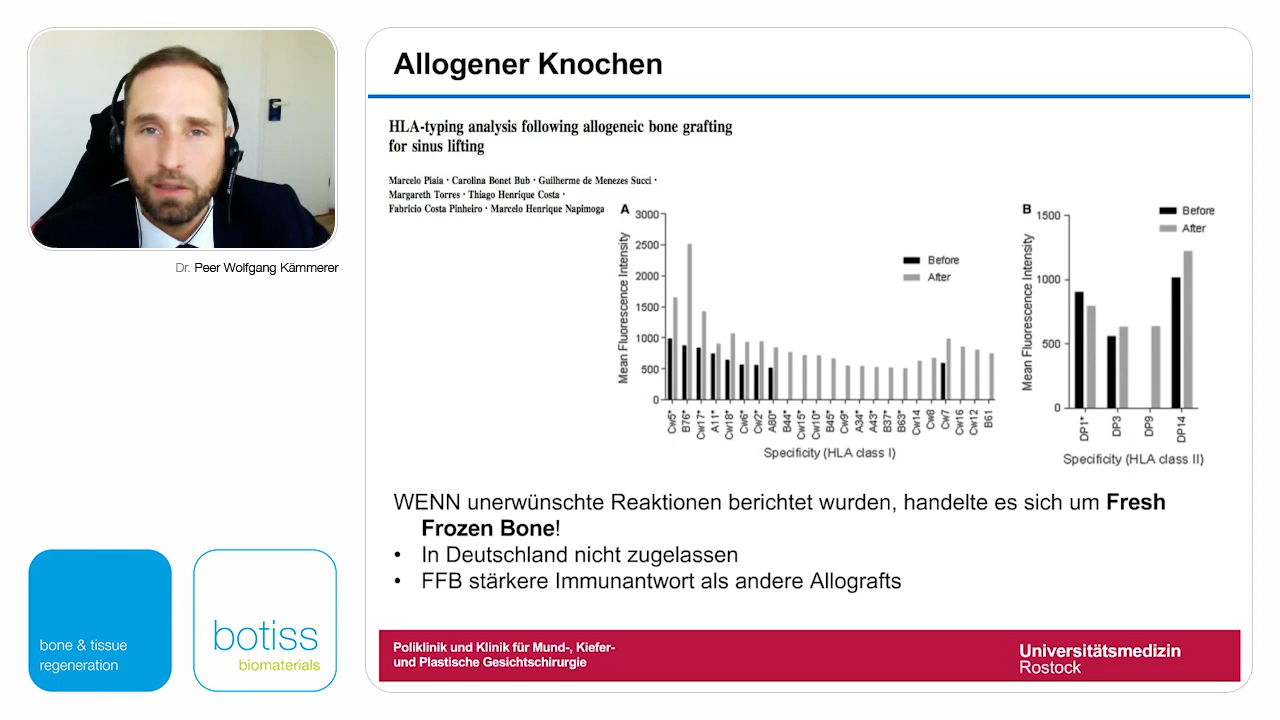 Allogener Knochen
HLA-typing analysis following allogeneic bone grafting
for sinus lifting
Marcelo Piaia · Carolina Bonet Bub · Guilherme de Menezes Succi ·
Margareth Torres · Thiago Henrique Costa ·
Fabricio Costa Pinheiro · Marcelo Henrique Napimoga
Dr. Peer Wolfgang Kämmerer
A
3000
2500
2000
1500
1000
500
0
Mean Fluorescence Intensity
Before
After
Cw5*
B76*
Cw17*
A11*
Cw18*
Cw6*
Cw2*
A80*
B44*
Cw15*
Cw10*
B45*
Cw9*
A34*
A43*
B37*
B63*
Cw14
Cw8
Cw7
Cw16
Cw12
B61
Specificity (HLA class I)
B
1500
1000
500
0
Mean Fluorescence Intensity
Before
After
DP1*
DP3
DP9
DP14
Specificity (HLA class II)
WENN unerwünschte Reaktionen berichtet wurden, handelte es sich um Fresh
Frozen Bone!
• In Deutschland nicht zugelassen
• FFB stärkere Immunantwort als andere Allografts
bone & tissue
regeneration
botiss
biomaterials
Poliklinik und Klinik für Mund-, Kiefer-
und Plastische Gesichtschirurgie
Universitätsmedizin
Rostock